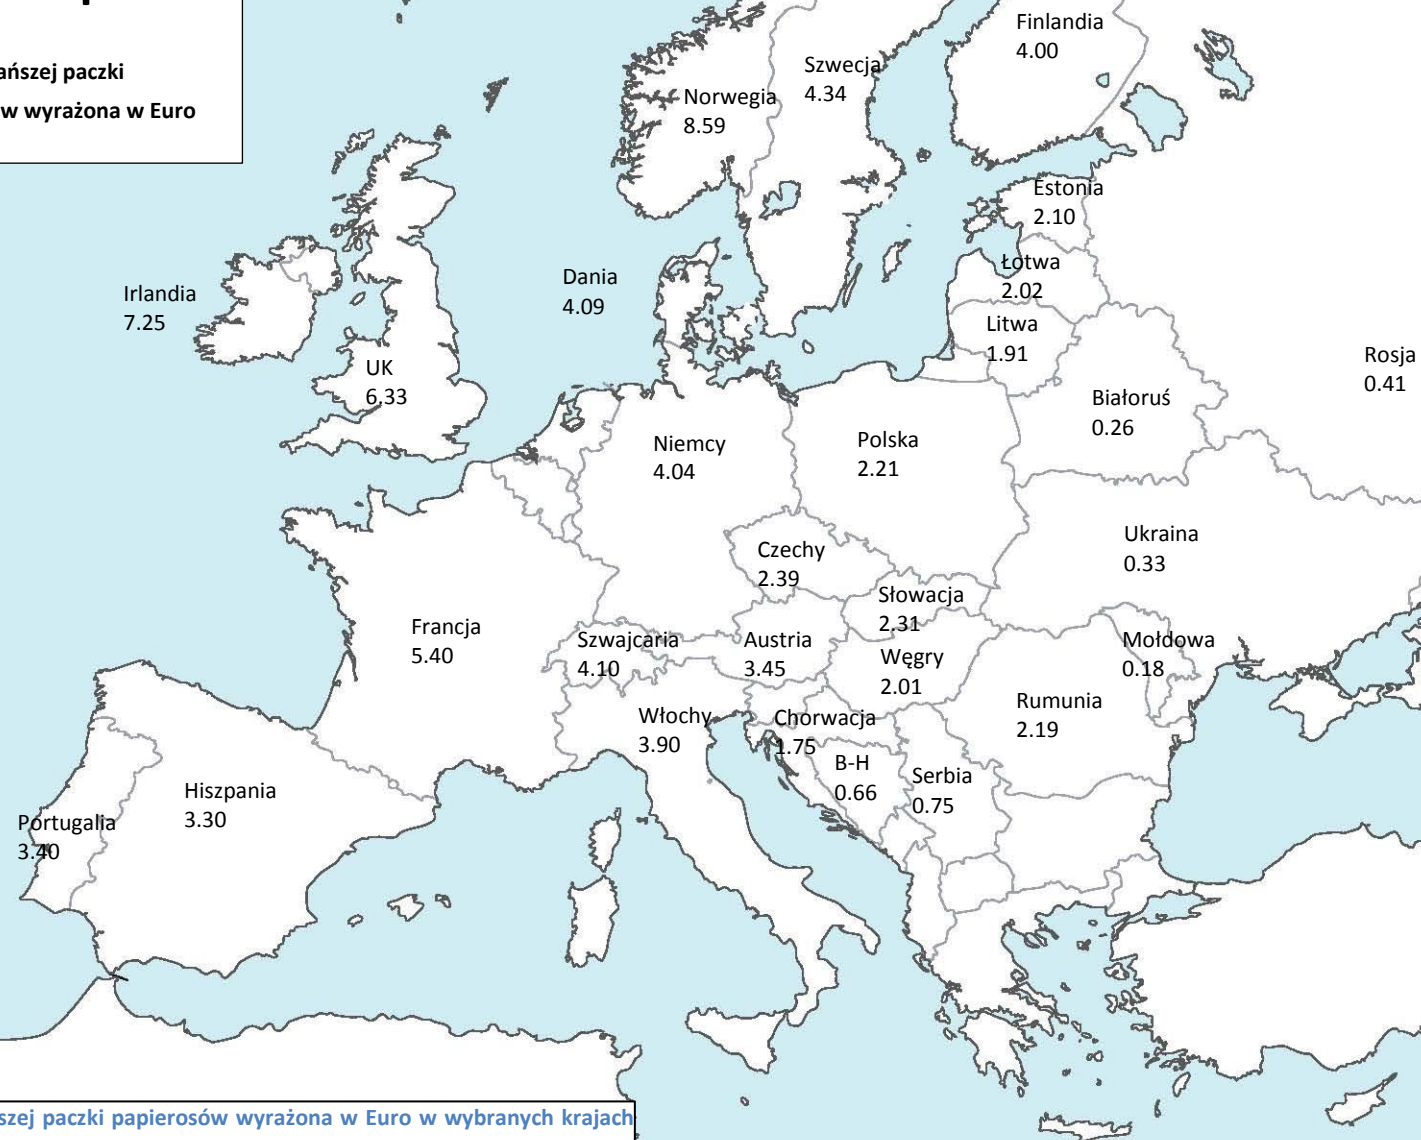 ańszej paczki
w wyrażona w Euro
Finlandia
4.00
Szwecja
4.34
Norwegia
8.59
Estonia
2.10
Łotwa
2.02
Dania
4.09
Irlandia
7.25
Litwa
1.91
Rosja
0.41
UK
6.33
Białoruś
0.26
Niemcy
4.04
Polska
2.21
Ukraina
0.33
Czechy
2.39
Słowacja
2.31
Francja
5.40
Szwajcaria
4.10
Austria
3.45
Węgry
2.01
Mołdowa
0.18
Rumunia
2.19
Włochy
3.90
Chorwacja
1.75
B-H
0.66
Serbia
0.75
Hiszpania
3.30
Portugalia
3.40
szej paczki papierosów wyrażona w Euro w wybranych krajach